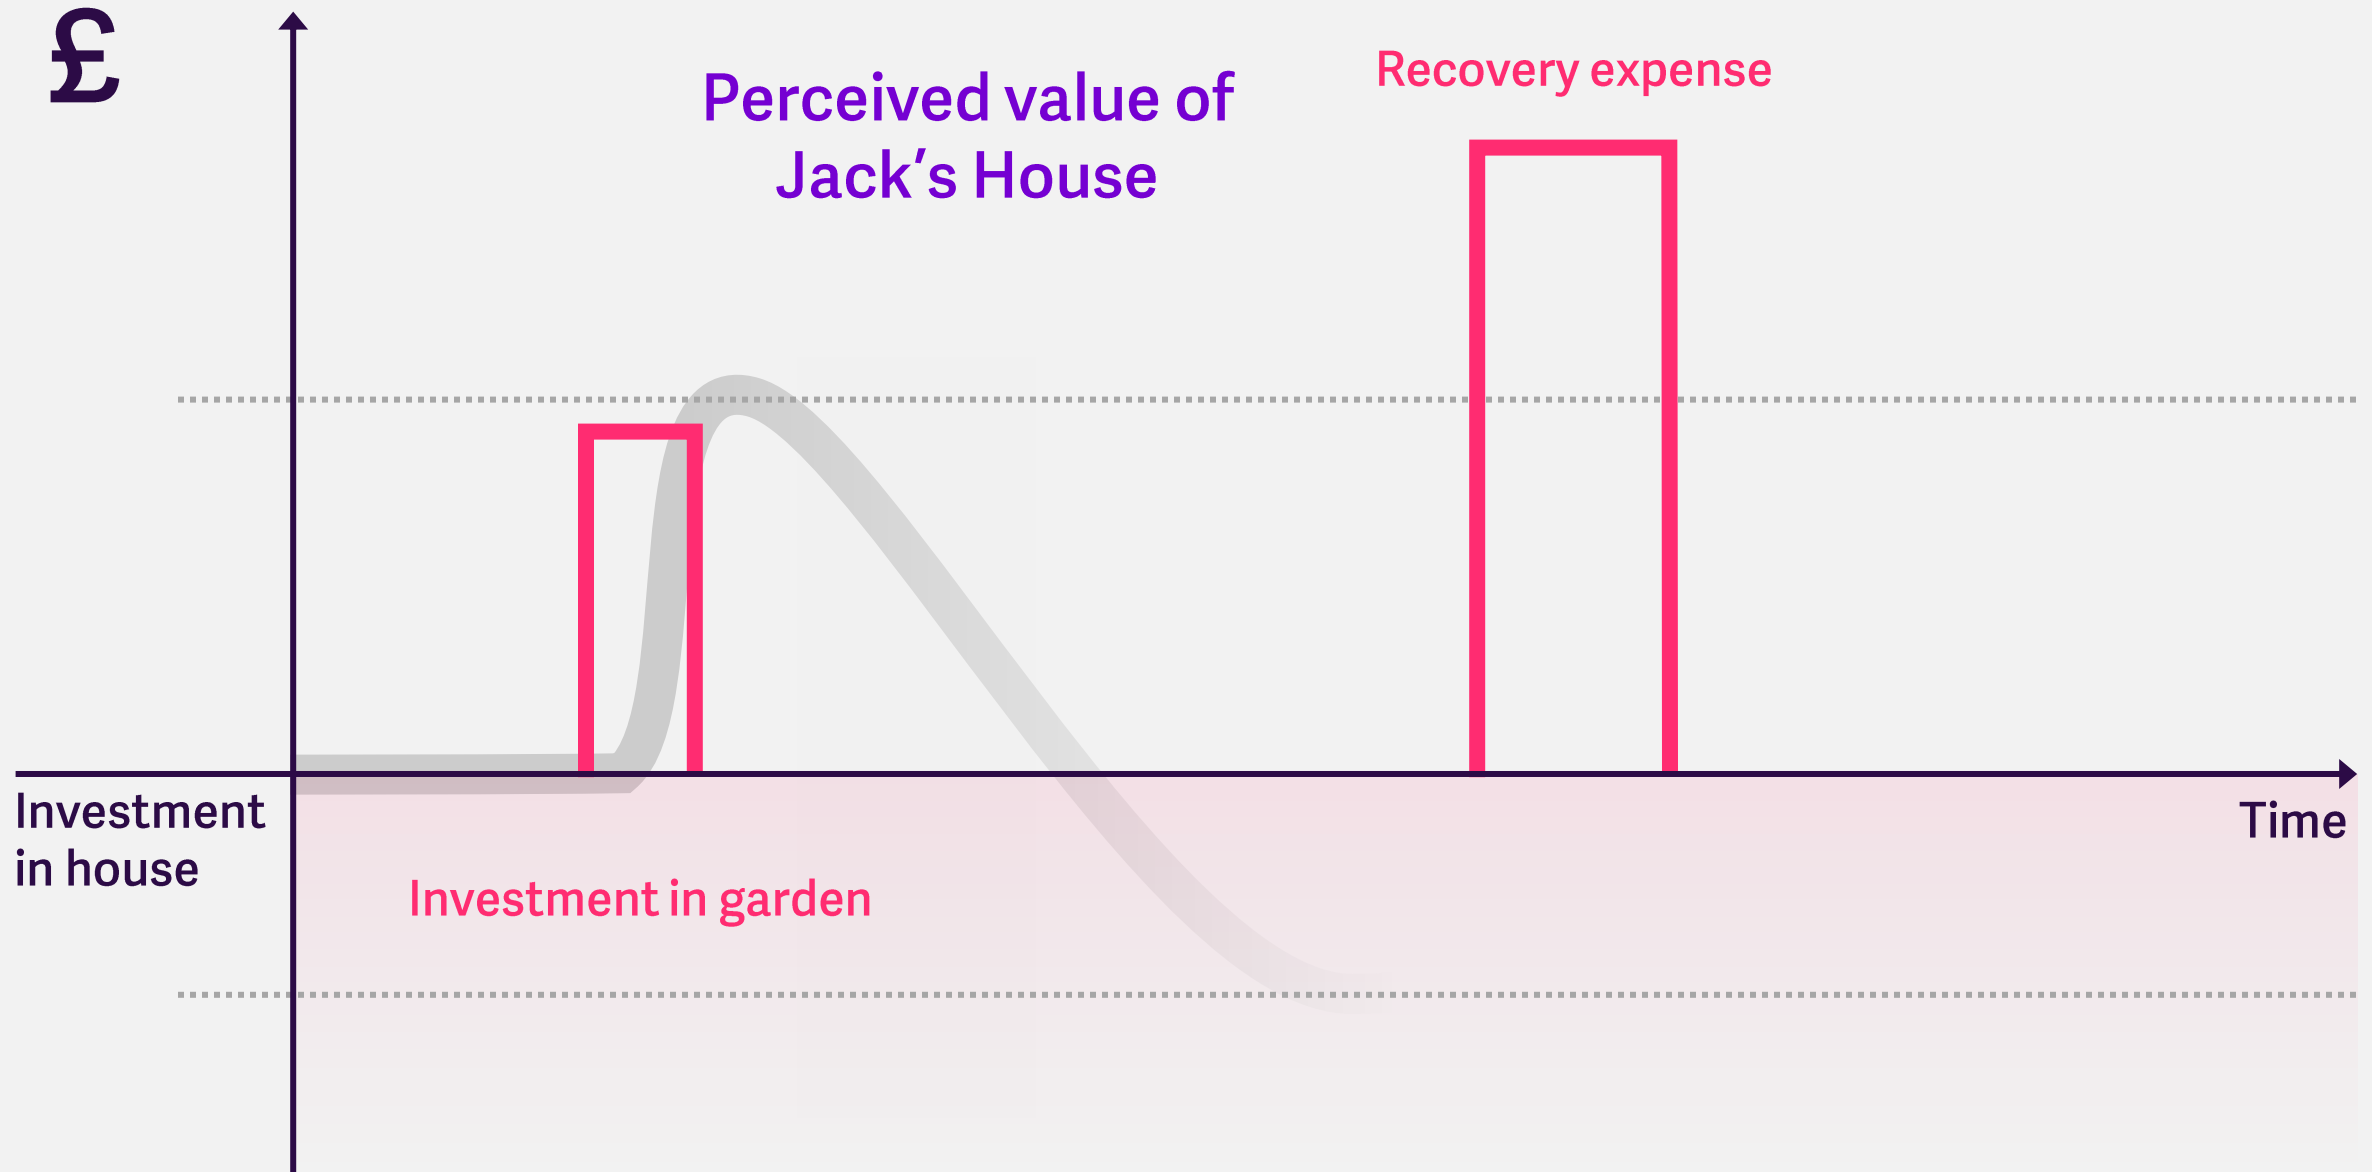 £
Perceived value of
Jack’s House
Recovery expense
Investment
in house
Time
Investment in garden